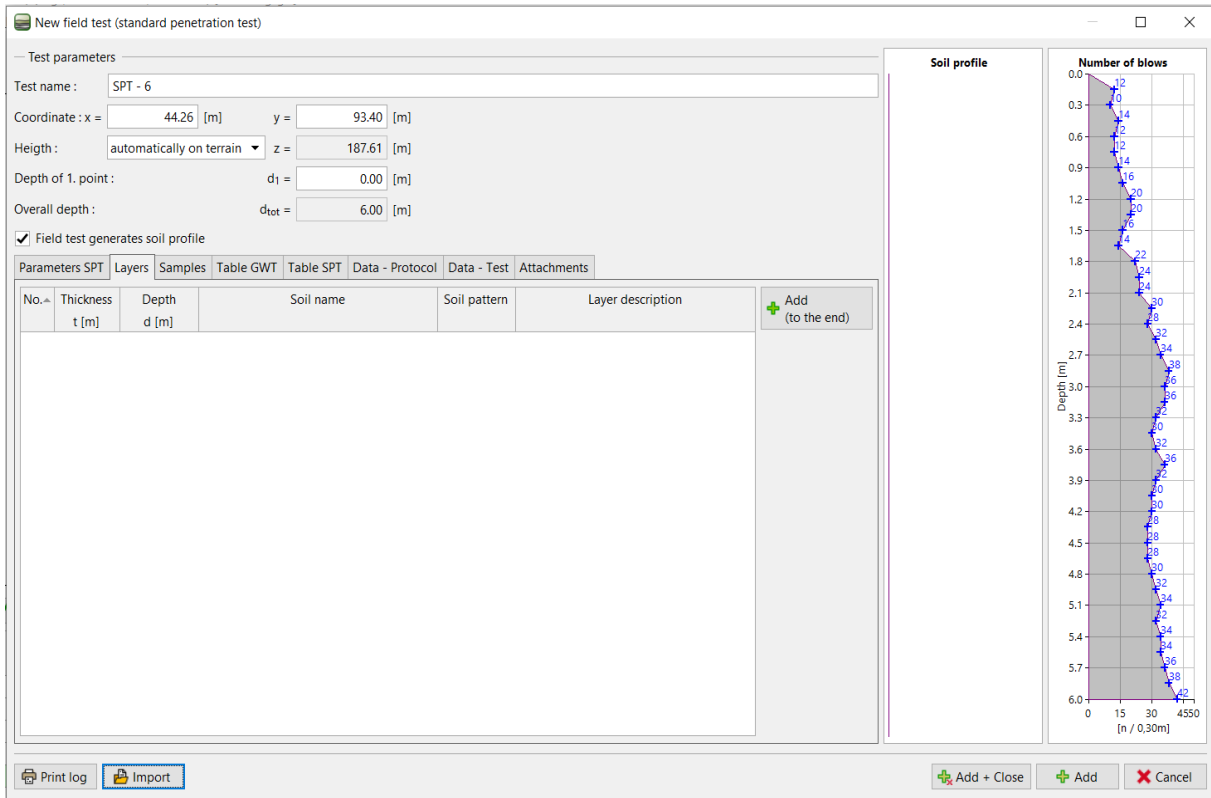 New field test (standard penetration test)
Test parameters
Test name :
SPT - 6
Coordinate : x =
44.26
[m]
y =
93.40
[m]
Heigth :
automatically on terrain
z =
187.61
[m]
Depth of 1. point :
d1 =
0.00
[m]
Overall depth :
dtot =
6.00
[m]
Field test generates soil profile
Parameters SPT
Layers
Samples
Table GWT
Table SPT
Data - Protocol
Data - Test
Attachments
No.
Thickness
t [m]
Depth
d [m]
Soil name
Soil pattern
Layer description
Add
(to the end)
Soil profile
Number of blows
0.0
0.3
0.6
0.9
1.2
1.5
1.8
2.1
2.4
2.7
3.0
3.3
3.6
3.9
4.2
4.5
4.8
5.1
5.4
5.7
6.0
Depth [m]
12
10
14
12
12
14
16
20
20
16
14
22
24
24
30
28
32
34
38
36
36
32
30
32
36
32
30
30
28
28
28
30
32
34
32
34
34
36
38
42
0
15
30
4550
[n / 0,30m]
Print log
Import
Add + Close
Add
Cancel